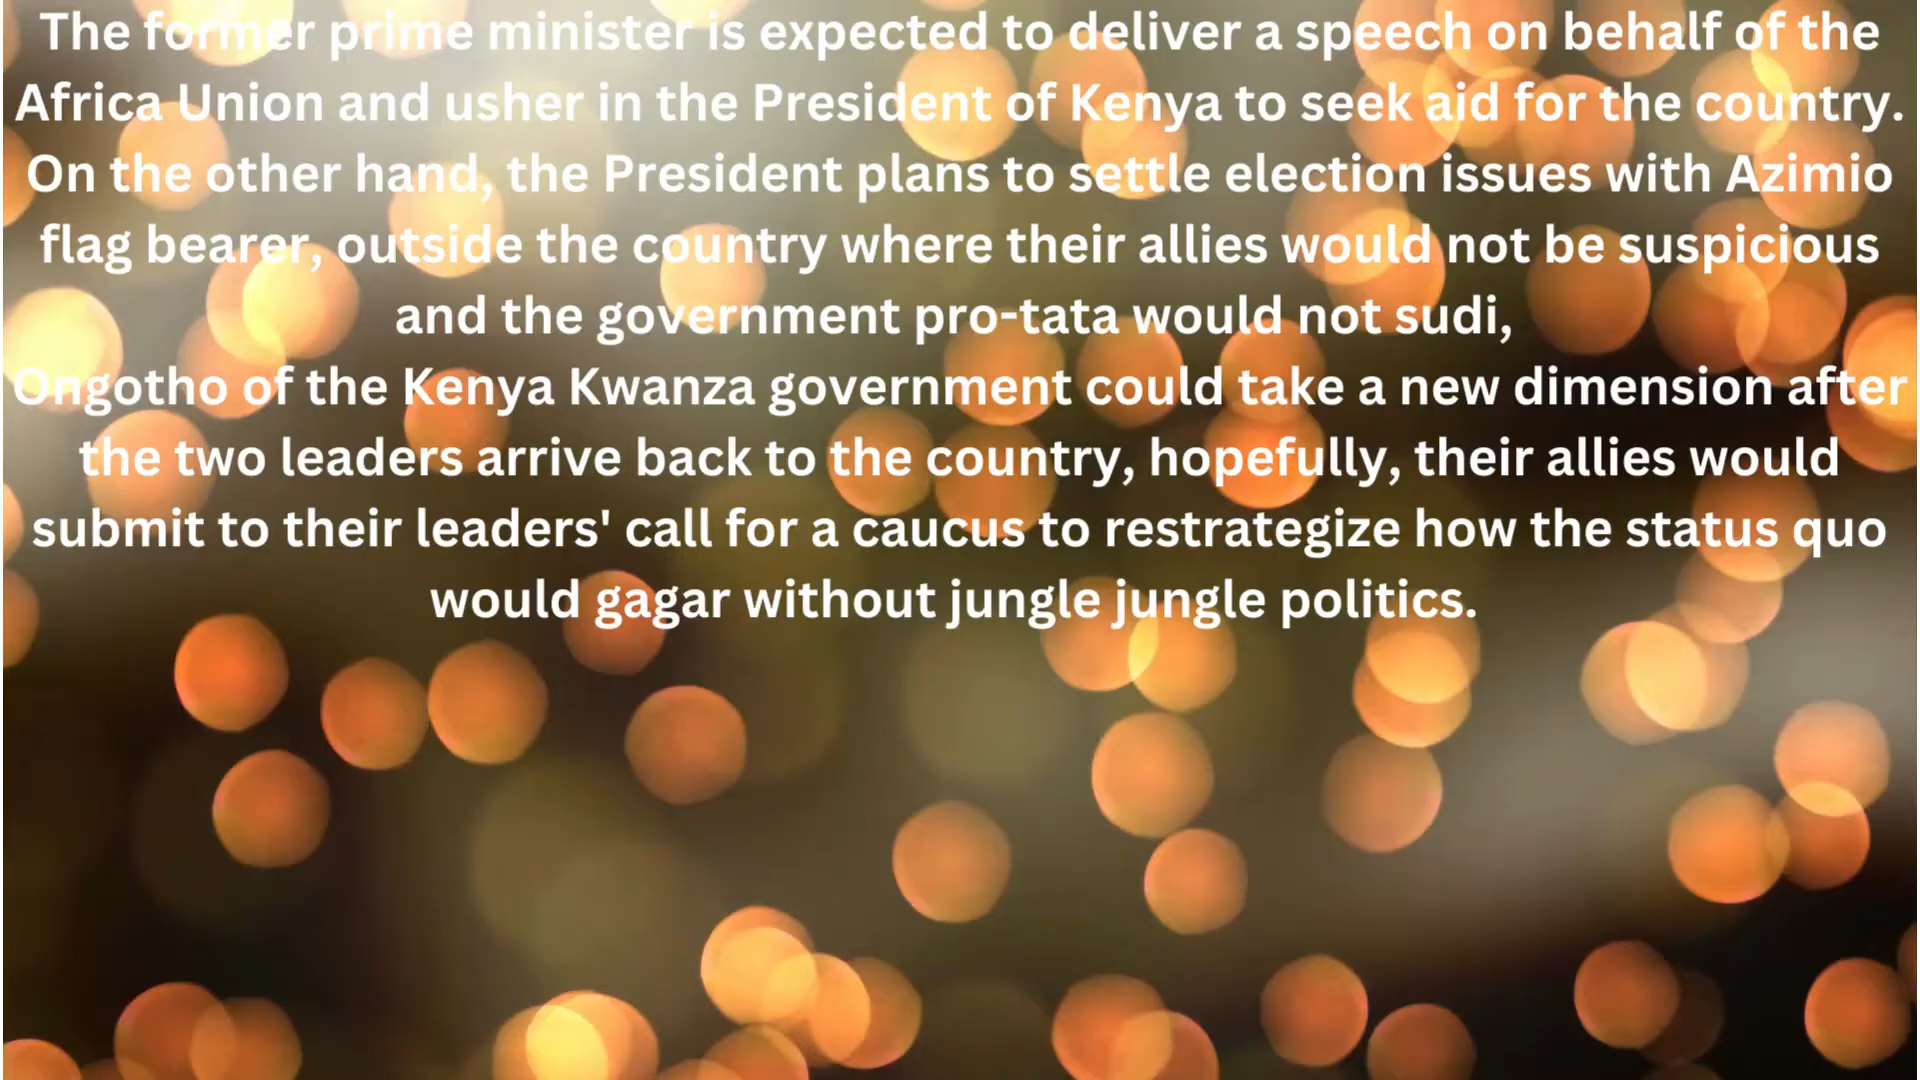 The former prime minister is expected to deliver a speech on behalf of the
Africa Union and usher in the President of Kenya to seek aid for the country.
On the other hand, the President plans to settle election issues with Azimio
flag bearer, outside the country where their allies would not be suspicious
and the government pro-tata would not sudi,
Ongotho of the Kenya Kwanza government could take a new dimension after
the two leaders arrive back to the country, hopefully, their allies would
submit to their leaders' call for a caucus to restrategize how the status quo
would gagar without jungle jungle politics.